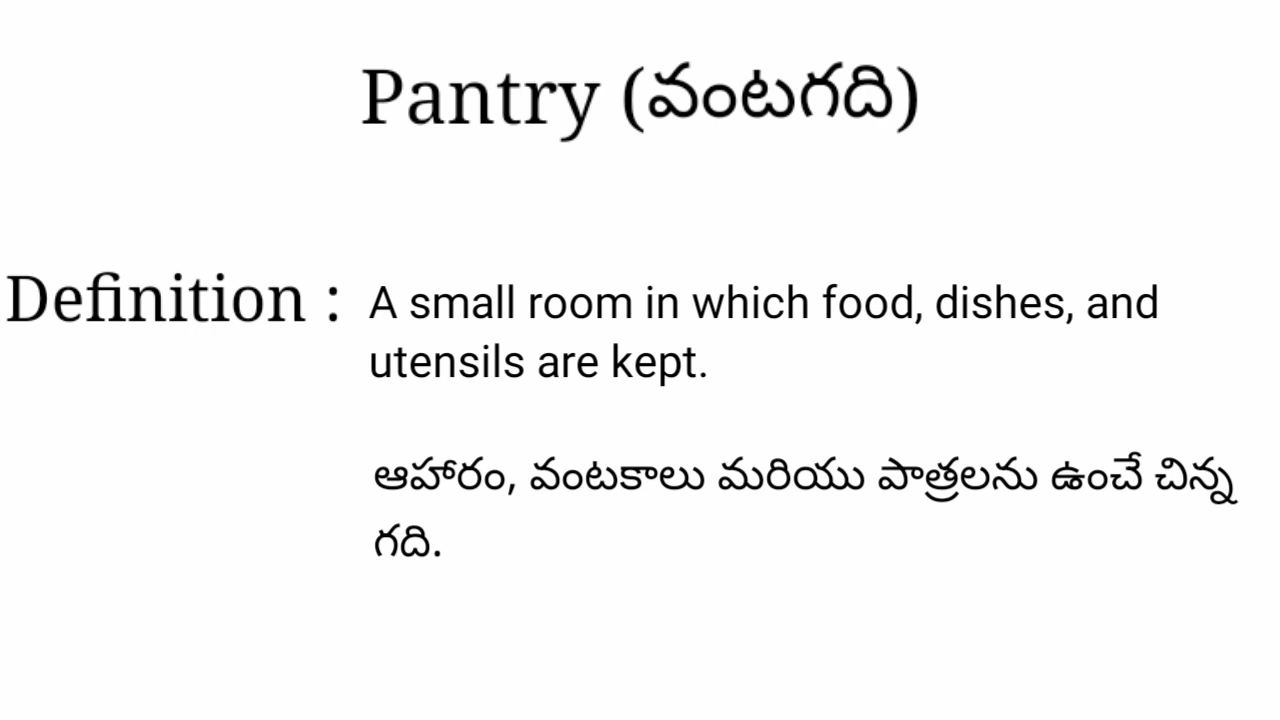 Pantry (వంటగది)
Definition : A small room in which food, dishes, and
utensils are kept.
ఆహారం, వంటకాలు మరియు పాత్రలను ఉంచే చిన్న
గది.